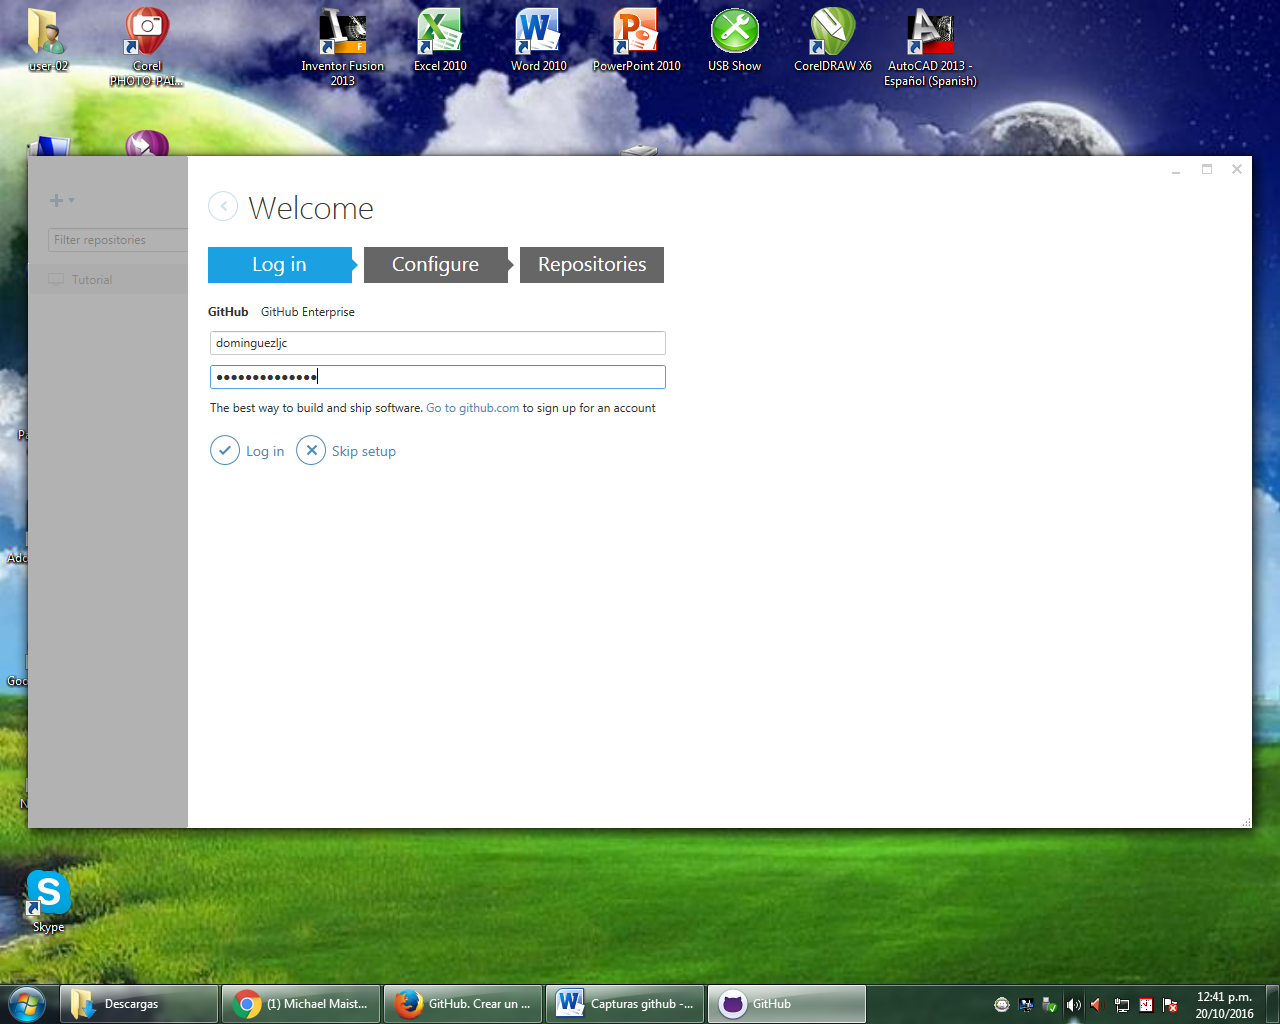 user-02
Corel
PHOTO-PAI...
Inventor Fusion
2013
Excel 2010
Word 2010
PowerPoint 2010
USB Show
CorelDRAW X6
AutoCAD 2013 -
Español (Spanish)
Filter repositories
Tutorial
Welcome
Log in
Configure
Repositories
GitHub
GitHub Enterprise
dominguezljc
The best way to build and ship software. Go to github.com to sign up for an account
Log in
Skip setup
Skype
Descargas
(1) Michael Maist...
GitHub. Crear un ...
Capturas github -...
GitHub
12:41 p.m.
20/10/2016